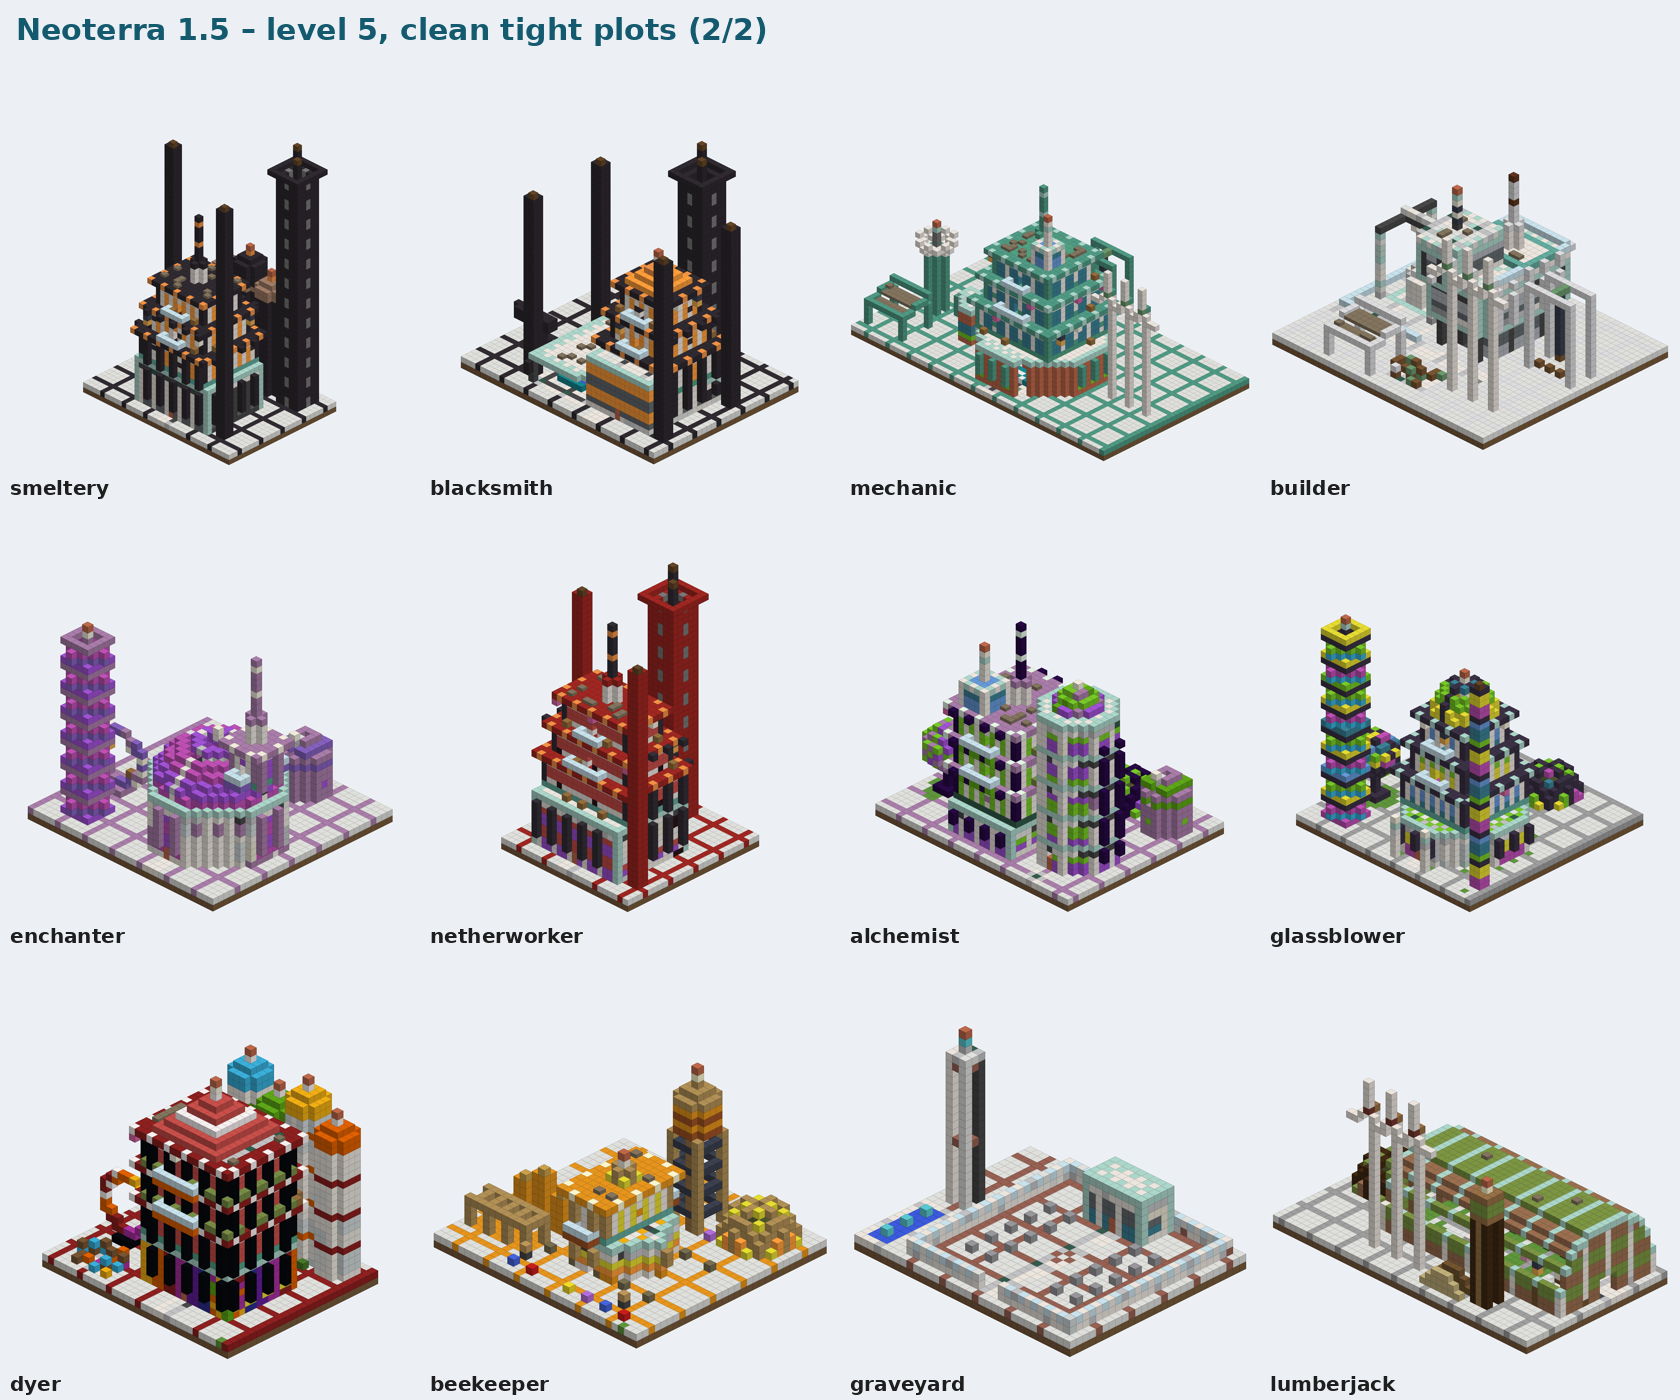 Neoterra 1.5 – level 5, clean tight plots (2/2)
smeltery
blacksmith
mechanic
builder
enchanter
netherworker
alchemist
glassblower
dyer
beekeeper
graveyard
lumberjack